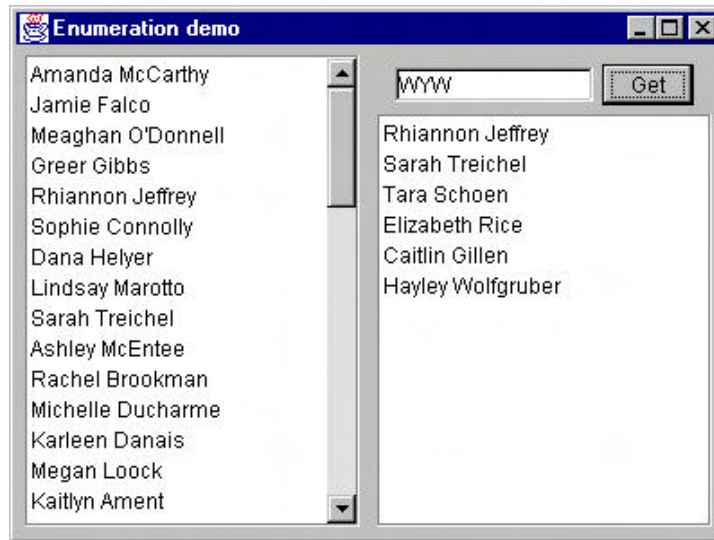 Enumeration demo
Amanda McCarthy
Jamie Falco
Meaghan O'Donnell
Greer Gibbs
Rhiannon Jeffrey
Sophie Connolly
Dana Helyer
Lindsay Marotto
Sarah Treichel
Ashley McEntee
Rachel Brookman
Michelle Ducharme
Karleen Danais
Megan Loock
Kaitlyn Ament
WYW
Get
Rhiannon Jeffrey
Sarah Treichel
Tara Schoen
Elizabeth Rice
Caitlin Gillen
Hayley Wolfgruber